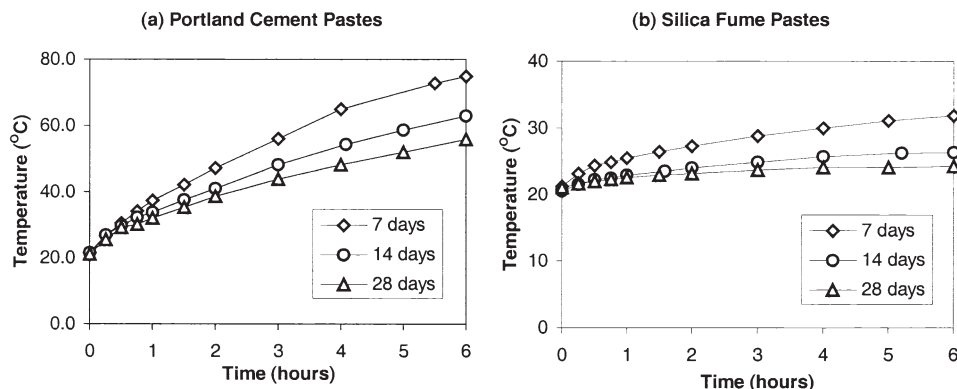 (a) Portland Cement Pastes
Temperature (°C)
80.0
60.0
40.0
20.0
0.0
7 days
14 days
28 days
0 1 2 3 4 5 6
Time (hours)
(b) Silica Fume Pastes
Temperature (°C)
40
30
20
10
0
7 days
14 days
28 days
0 1 2 3 4 5 6
Time (hours)